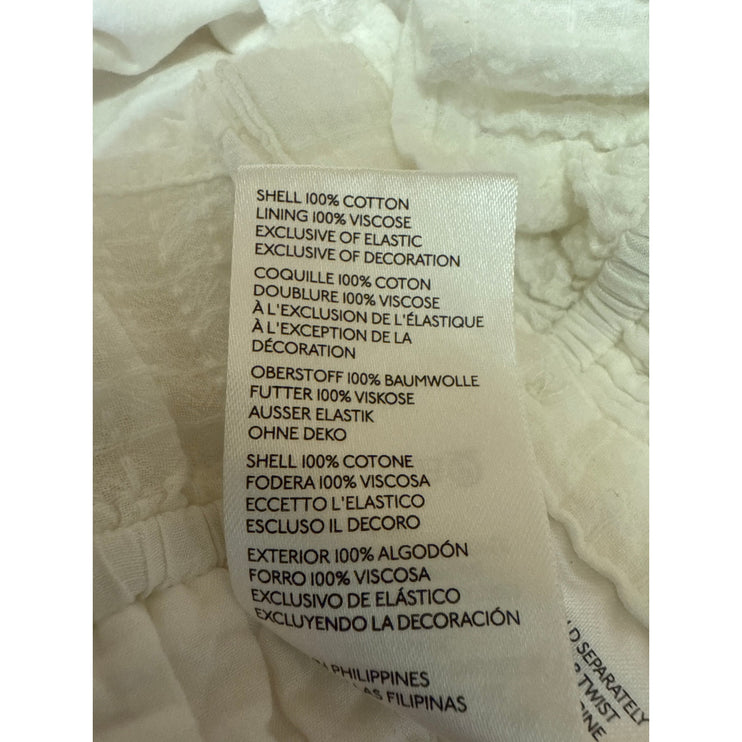 SHELL 100% COTTON
LINING 100% VISCOSE
EXCLUSIVE OF ELASTIC
EXCLUSIVE OF DECORATION
COQUILLE 100% COTON
DOUBLURE 100% VISCOSE
À L'EXCLUSION DE L'ÉLASTIQUE
À L'EXCEPTION DE LA
DÉCORATION
OBERSTOFF 100% BAUMWOLLE
FUTTER 100% VISKOSE
AUSSER ELASTIK
OHNE DEKO
SHELL 100% COTONE
FODERA 100% VISCOSA
ECCETTO L'ELASTICO
ESCLUSO IL DECORO
EXTERIOR 100% ALGODÓN
FORRO 100% VISCOSA
EXCLUSIVO DE ELÁSTICO
EXCLUYENDO LA DECORACIÓN
PHILIPPINES
FILIPINAS
SEPARATELY
TWIST